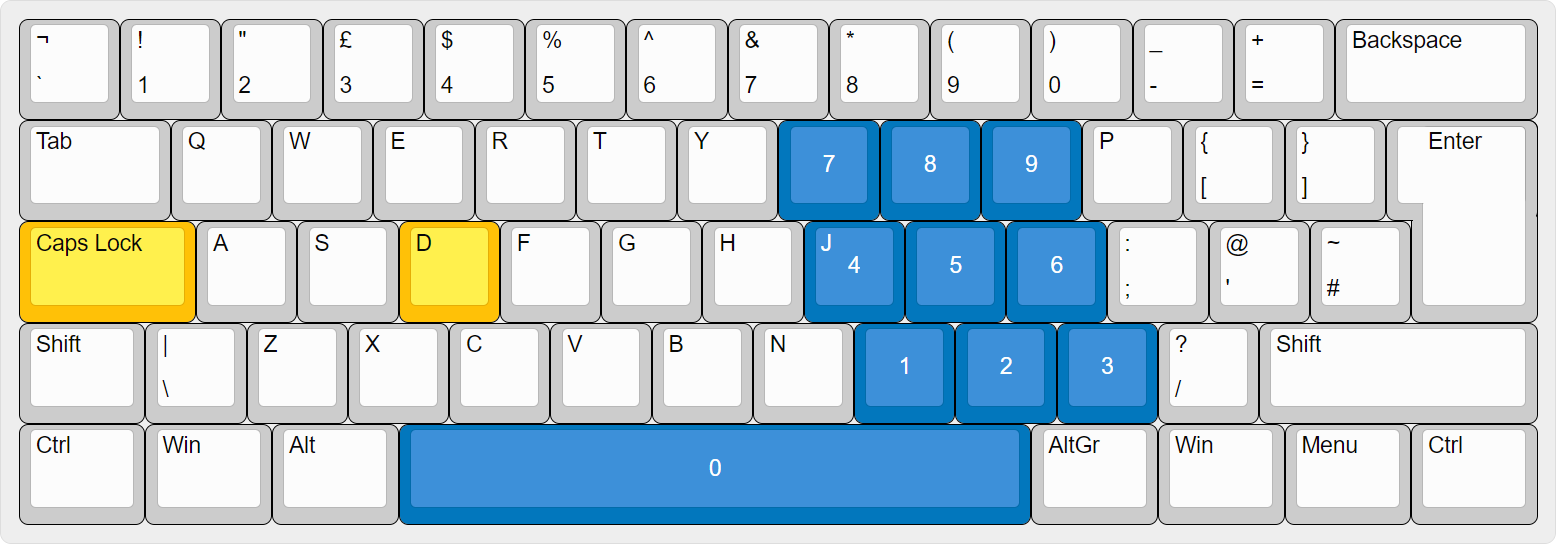 ¬ ! " £ $ % ^ & * ( ) _ + Backspace
` 1 2 3 4 5 6 7 8 9 0 - =
Tab Q W E R T Y 7 8 9 P { } Enter
[ ]
Caps Lock A S D F G H J 4 5 6 : @ ~
; ' #
Shift | Z X C V B N 1 2 3 ? Shift
\ /
Ctrl Win Alt 0 AltGr Win Menu Ctrl